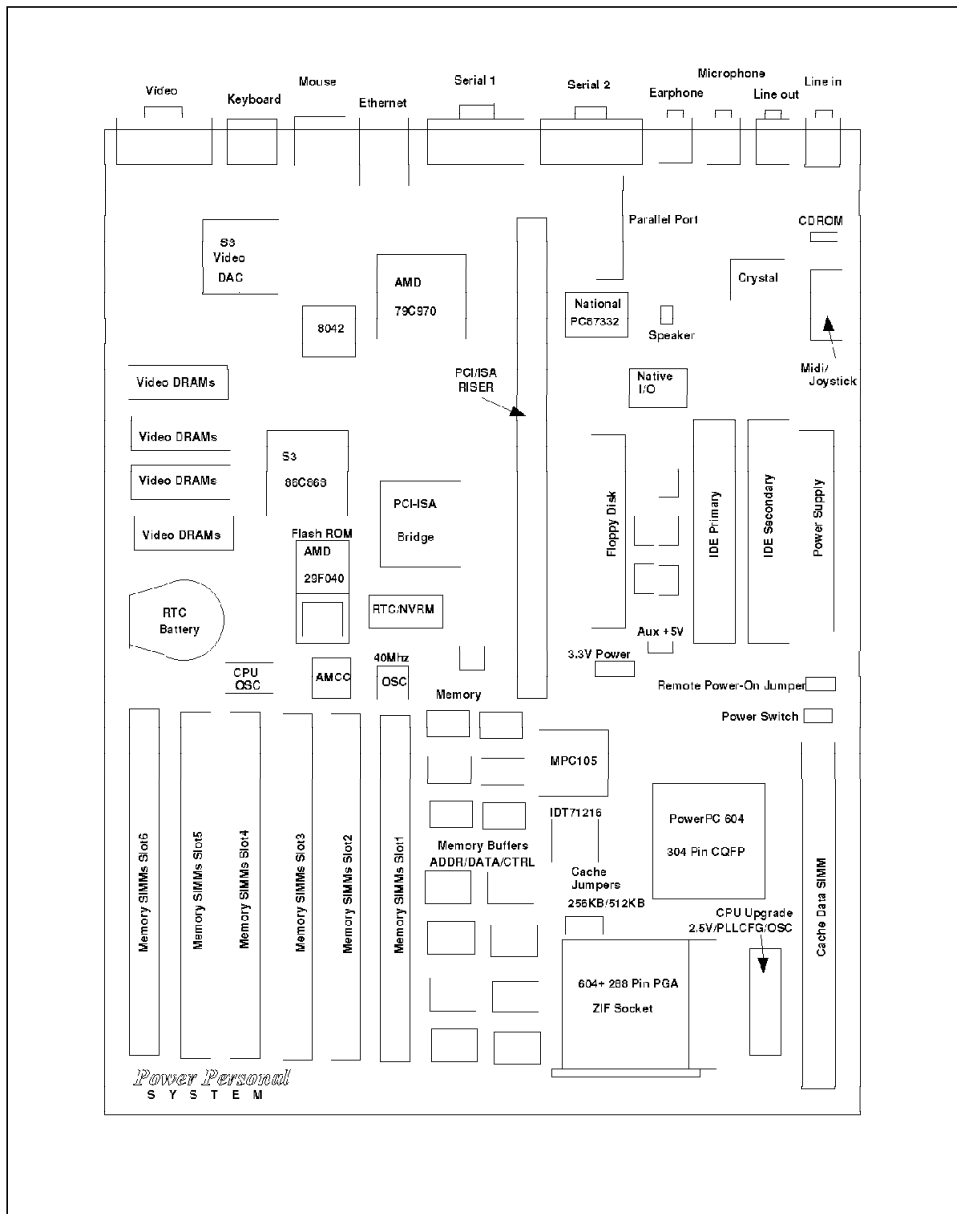 Video
Keyboard
Mouse
Ethernet
Serial 1
Serial 2
Earphone
Microphone
Line out
Line in
S3
Video
DAC
AMD
79C970
8042
Parallel Port
National
PC87332
Speaker
Crystal
CDROM
Midi/
Joystick
PCI/ISA
RISER
Native
I/O
Video DRAMs
Video DRAMs
Video DRAMs
Video DRAMs
S3
86C868
PCI-ISA
Bridge
Flash ROM
AMD
29F040
RTC/NVRM
RTC
Battery
CPU
OSC
AMCC
40Mhz
OSC
Floppy Disk
IDE Primary
IDE Secondary
Power Supply
Aux +5V
3.3V Power
Remote Power-On Jumper
Power Switch
Memory
MPC105
IDT71216
PowerPC 604
304 Pin CQFP
Memory Buffers
ADDR/DATA/CTRL
Cache
Jumpers
256KB/512KB
CPU Upgrade
2.5V/PLLCFG/OSC
604+ 288 Pin PGA
ZIF Socket
Cache Data SIMM
Memory SIMMs Slot6
Memory SIMMs Slot5
Memory SIMMs Slot4
Memory SIMMs Slot3
Memory SIMMs Slot2
Memory SIMMs Slot1
Power Personal
SYSTEM